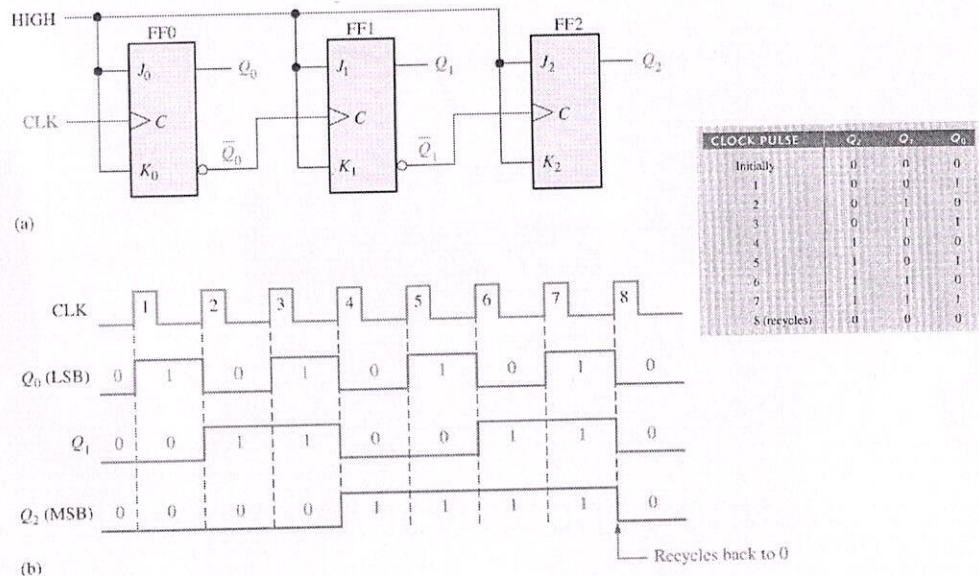 HIGH
FF0 FF1 FF2
J₀ Q₀ J₁ Q₁ J₂ Q₂
CLK C C C
Q̅₀ Q̅₁
K₀ K₁ K₂
(a)
CLOCK PULSE Q₂ Q₁ Q₀
Initially 0 0 0
1 0 0 1
2 0 1 0
3 0 1 1
4 1 0 0
5 1 0 1
6 1 1 0
7 1 1 1
8 (recycles) 0 0 0
CLK 1 2 3 4 5 6 7 8
Q₀ (LSB) 0 1 0 1 0 1 0 1 0
Q₁ 0 0 1 1 0 0 1 1 0
Q₂ (MSB) 0 0 0 0 1 1 1 1 0
Recycles back to 0
(b)